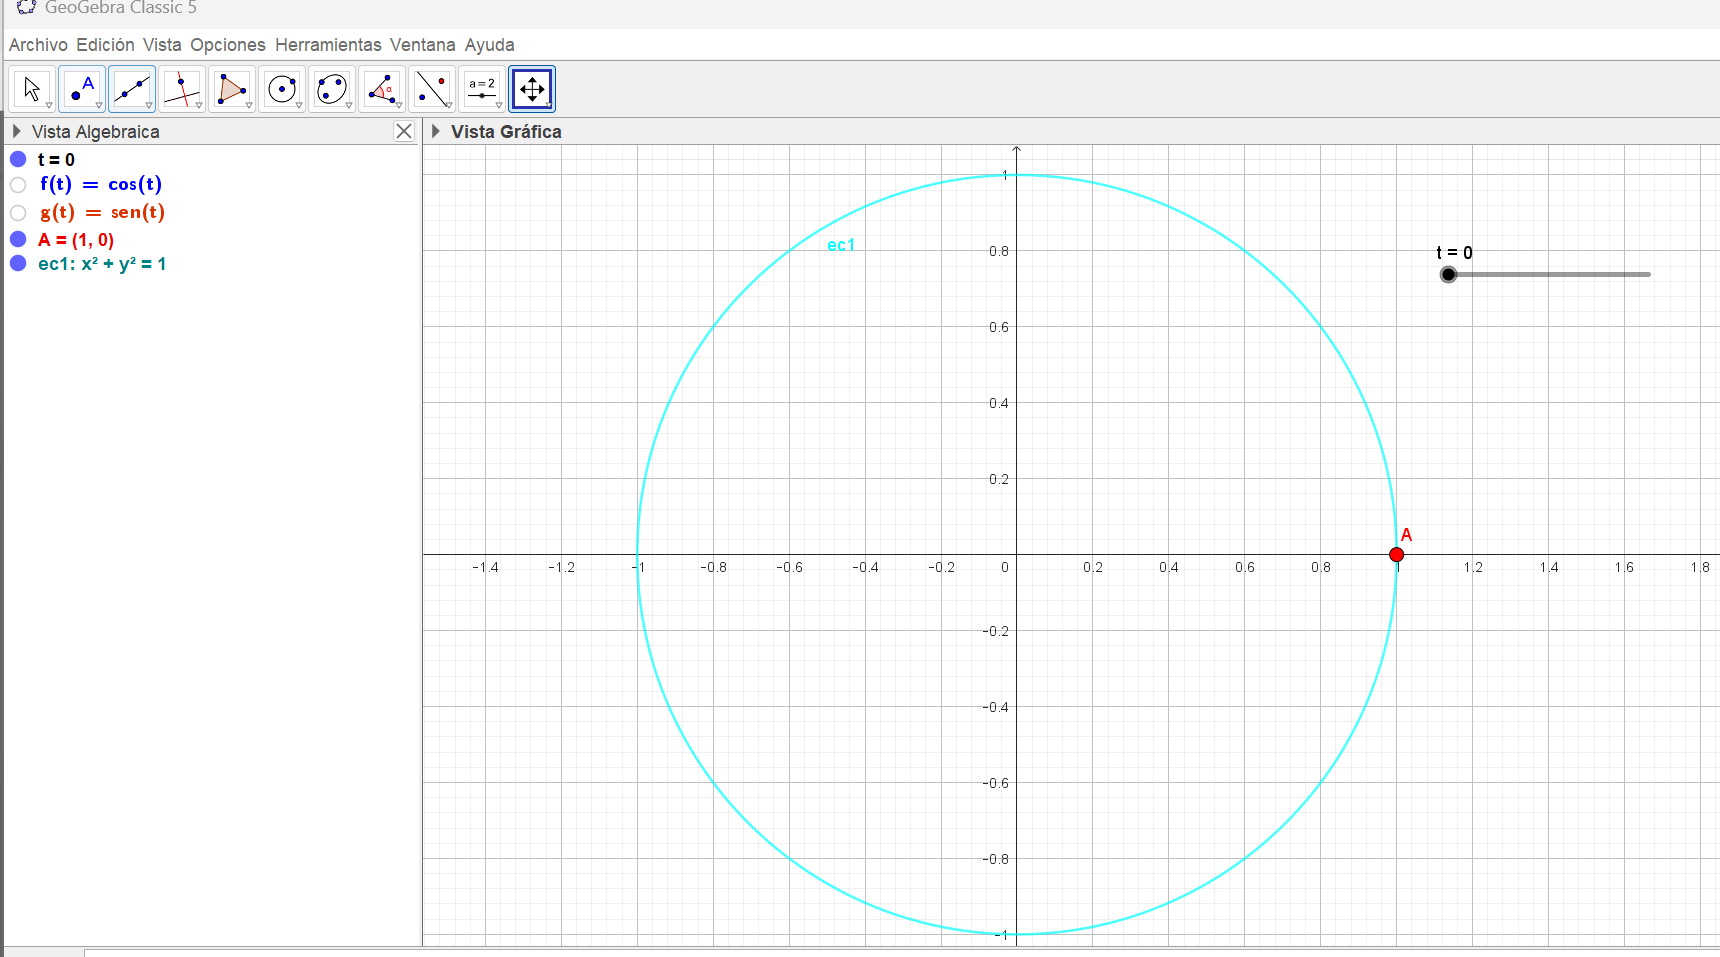 GeoGebra Classic 5
Archivo Edición Vista Opciones Herramientas Ventana Ayuda
A
α
a = 2
Vista Algebraica
Vista Gráfica
t = 0
f(t) = cos(t)
g(t) = sen(t)
A = (1, 0)
ec1: x² + y² = 1
1
ec1
0.8
t = 0
0.6
0.4
0.2
A
-1.4 -1.2 -1 -0.8 -0.6 -0.4 -0.2 0 0.2 0.4 0.6 0.8 1 1.2 1.4 1.6 1.8
-0.2
-0.4
-0.6
-0.8
-1